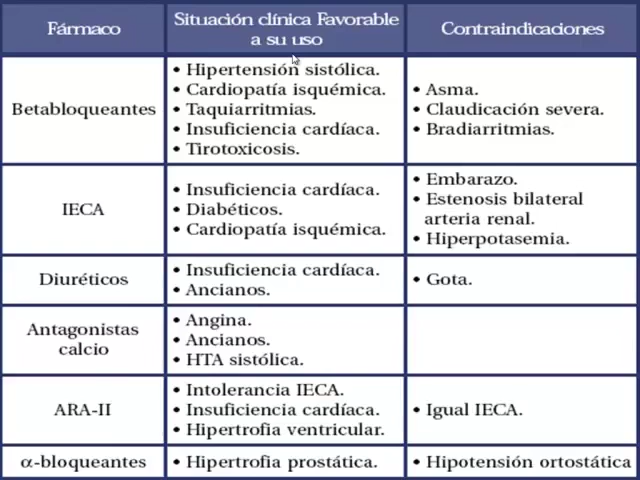 Fármaco
Situación clínica Favorable
a su uso
Contraindicaciones
Betabloqueantes
• Hipertensión sistólica.
• Cardiopatía isquémica.
• Taquiarritmias.
• Insuficiencia cardíaca.
• Tirotoxicosis.
• Asma.
• Claudicación severa.
• Bradiarritmias.
IECA
• Insuficiencia cardíaca.
• Diabéticos.
• Cardiopatía isquémica.
• Embarazo.
• Estenosis bilateral
arteria renal.
• Hiperpotasemia.
Diuréticos
• Insuficiencia cardíaca.
• Ancianos.
• Gota.
Antagonistas
calcio
• Angina.
• Ancianos.
• HTA sistólica.
ARA-II
• Intolerancia IECA.
• Insuficiencia cardíaca.
• Hipertrofia ventricular.
• Igual IECA.
α-bloqueantes
• Hipertrofia prostática.
• Hipotensión ortostática